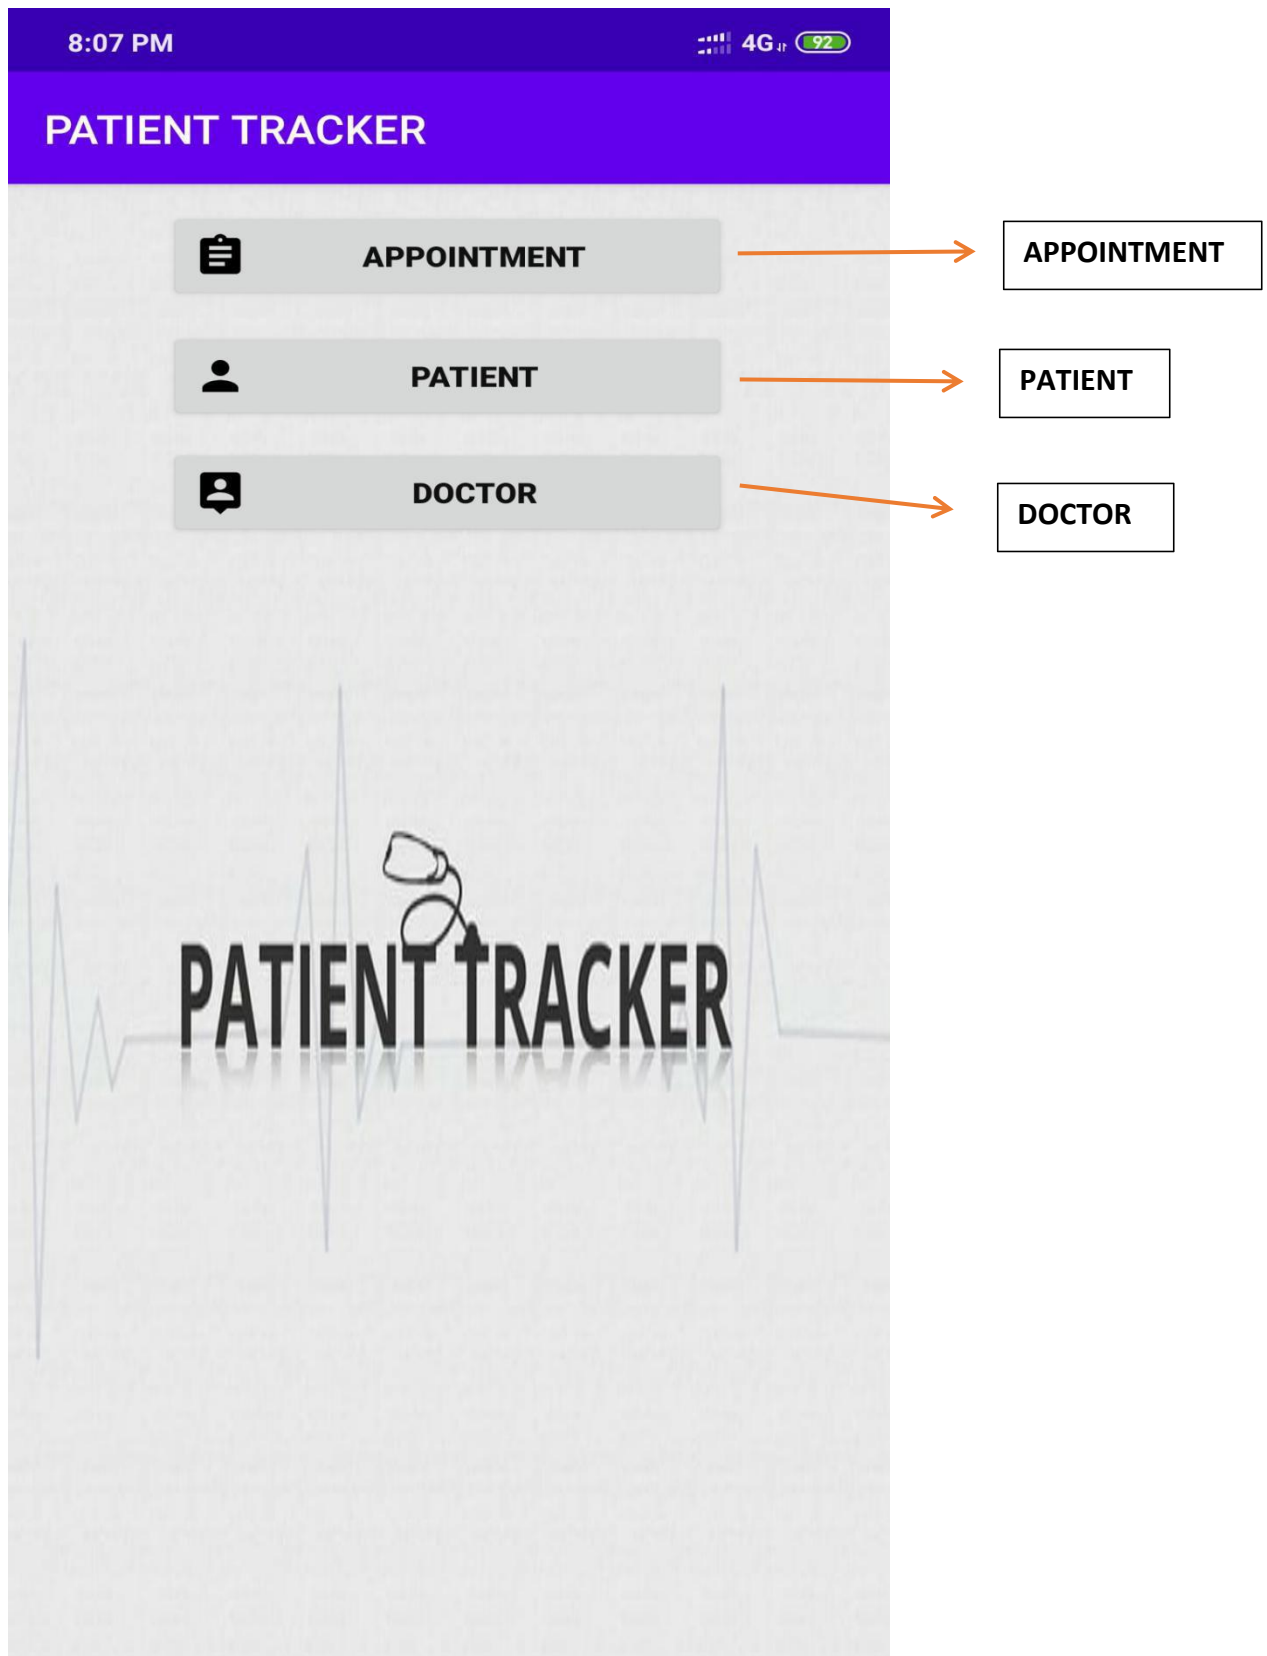 8:07 PM 4G 92
PATIENT TRACKER
APPOINTMENT APPOINTMENT
PATIENT PATIENT
DOCTOR DOCTOR
PATIENT TRACKER